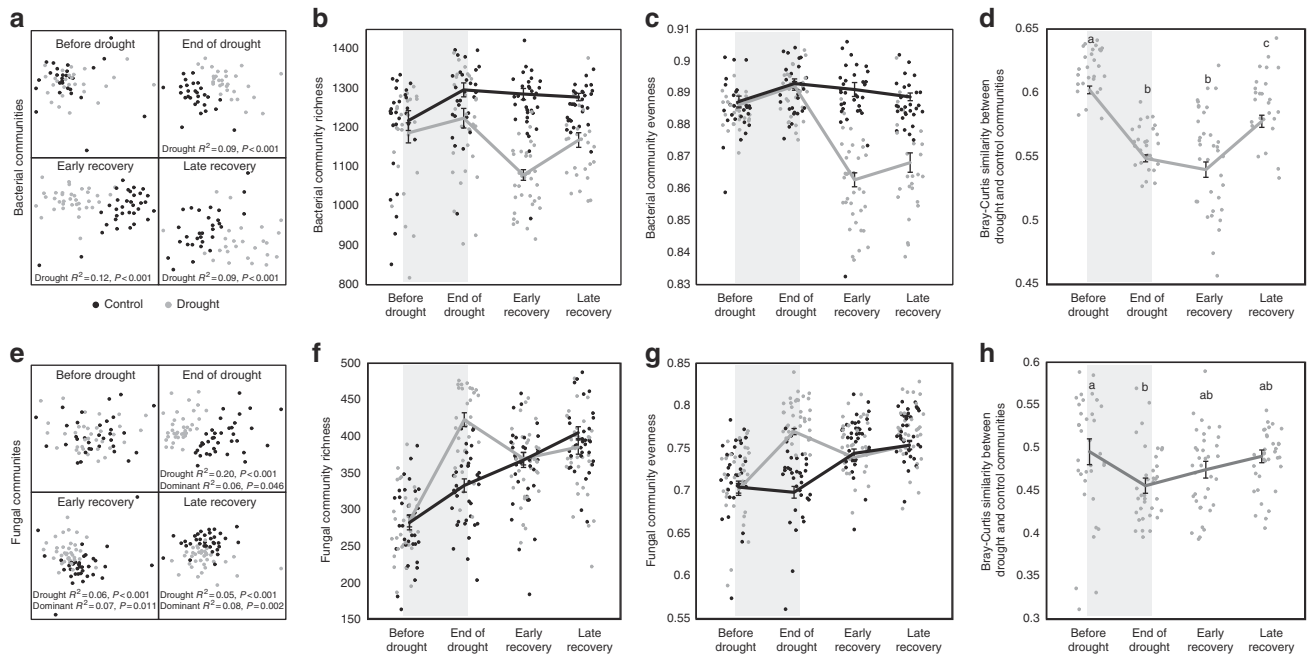 a
Bacterial communities
Before drought
End of drought
Drought R²=0.09, P<0.001
Early recovery
Late recovery
Drought R²=0.12, P<0.001
Drought R²=0.09, P<0.001
Control
Drought
b
Bacterial community richness
1400
1300
1200
1100
1000
900
800
Before drought
End of drought
Early recovery
Late recovery
c
Bacterial community evenness
0.91
0.9
0.89
0.88
0.87
0.86
0.85
0.84
0.83
Before drought
End of drought
Early recovery
Late recovery
d
Bray-Curtis similarity between
drought and control communities
0.65
0.6
0.55
0.5
0.45
a
b
b
c
Before drought
End of drought
Early recovery
Late recovery
e
Fungal communites
Before drought
End of drought
Drought R²=0.20, P<0.001
Dominant R²=0.06, P=0.046
Early recovery
Late recovery
Drought R²=0.06, P<0.001
Dominant R²=0.07, P=0.011
Drought R²=0.05, P<0.001
Dominant R²=0.08, P=0.002
f
Fungal community richness
500
450
400
350
300
250
200
150
Before drought
End of drought
Early recovery
Late recovery
g
Fungal community evenness
0.85
0.8
0.75
0.7
0.65
0.6
0.55
Before drought
End of drought
Early recovery
Late recovery
h
Bray-Curtis similarity between
drought and control communities
0.6
0.55
0.5
0.45
0.4
0.35
0.3
a
b
ab
ab
Before drought
End of drought
Early recovery
Late recovery